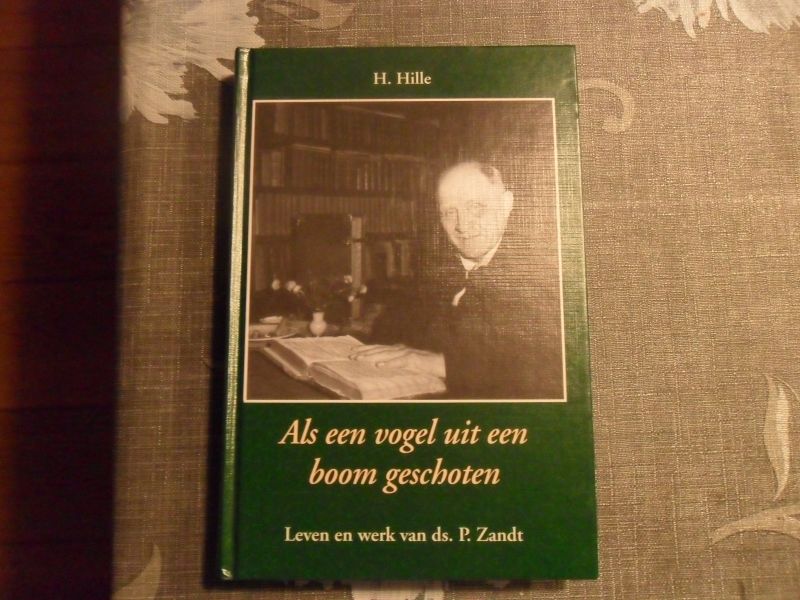 H. Hille
Als een vogel uit een
boom geschoten
Leven en werk van ds. P. Zandt